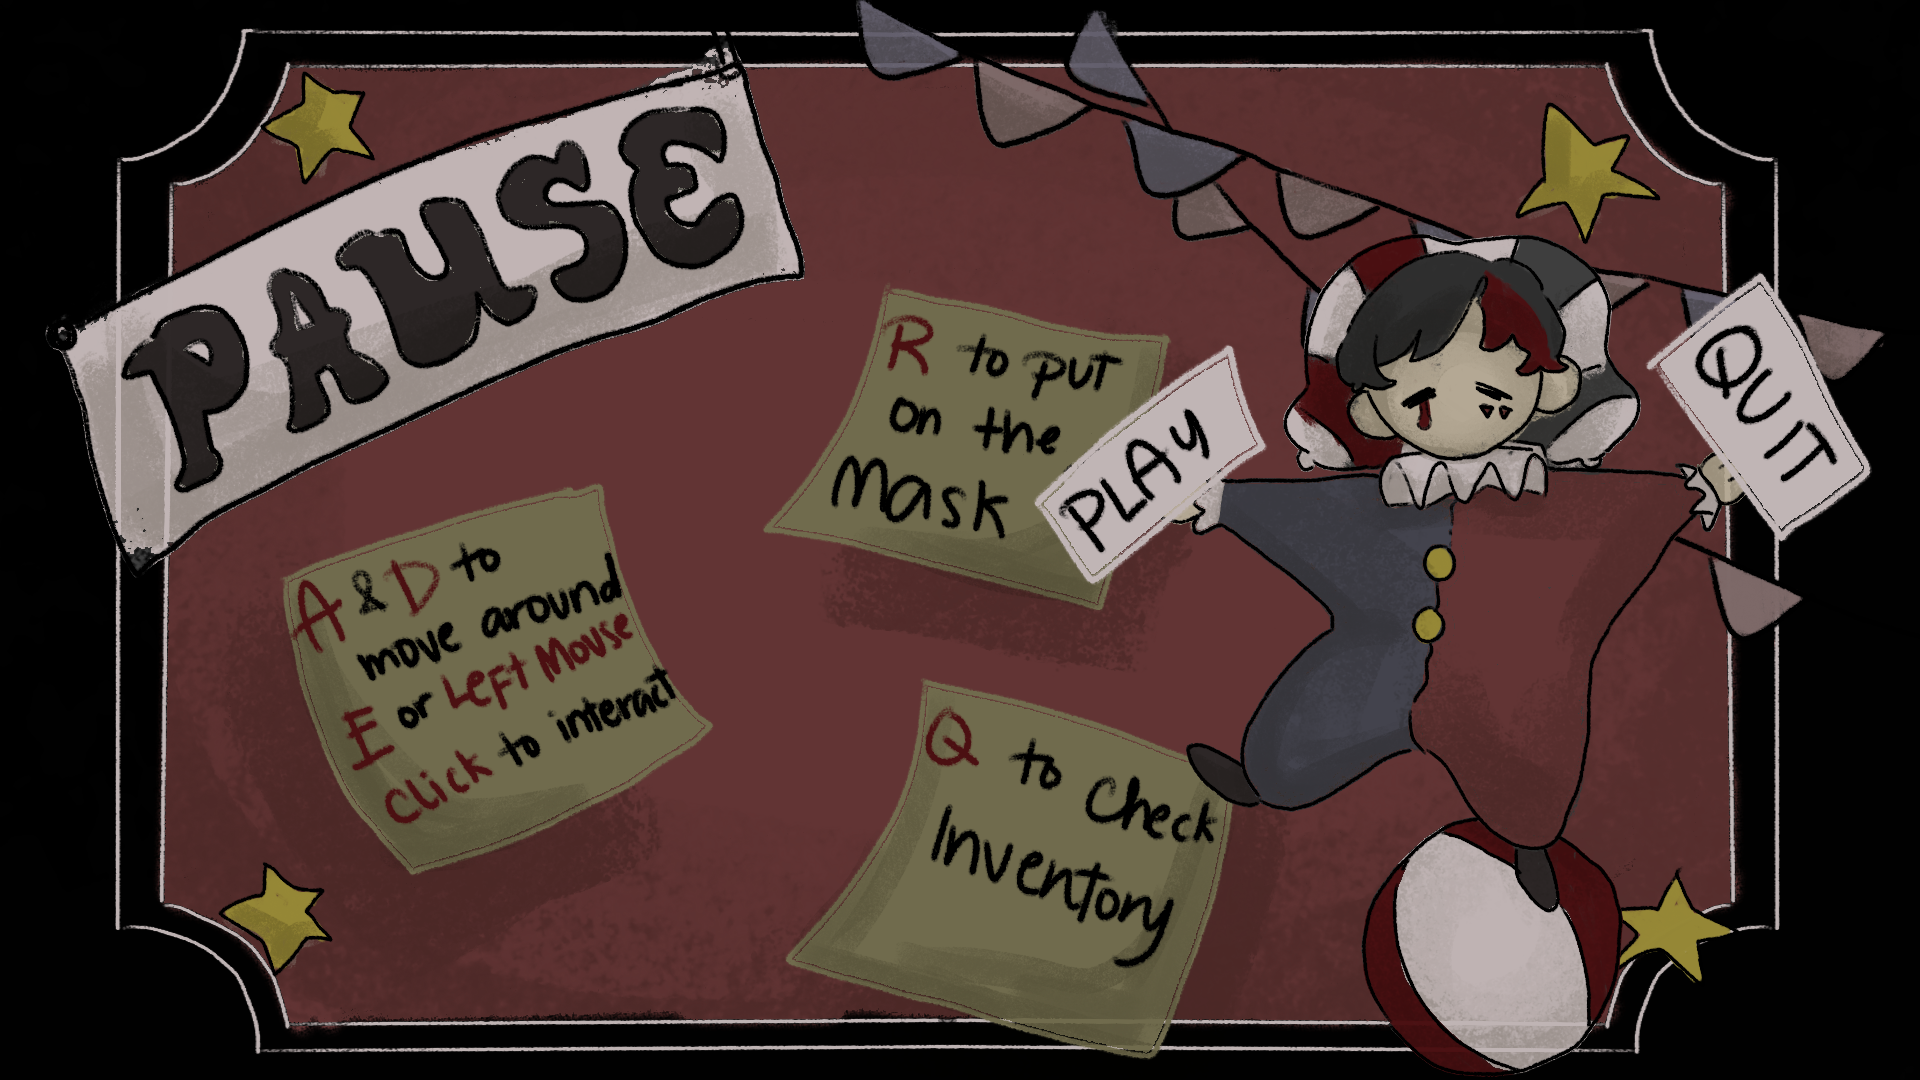 PAUSE
R to put
on the
Mask
PLAY
QUIT
A & D to
move around
E or Left Mouse
Click to interact
Q to Check
Inventory